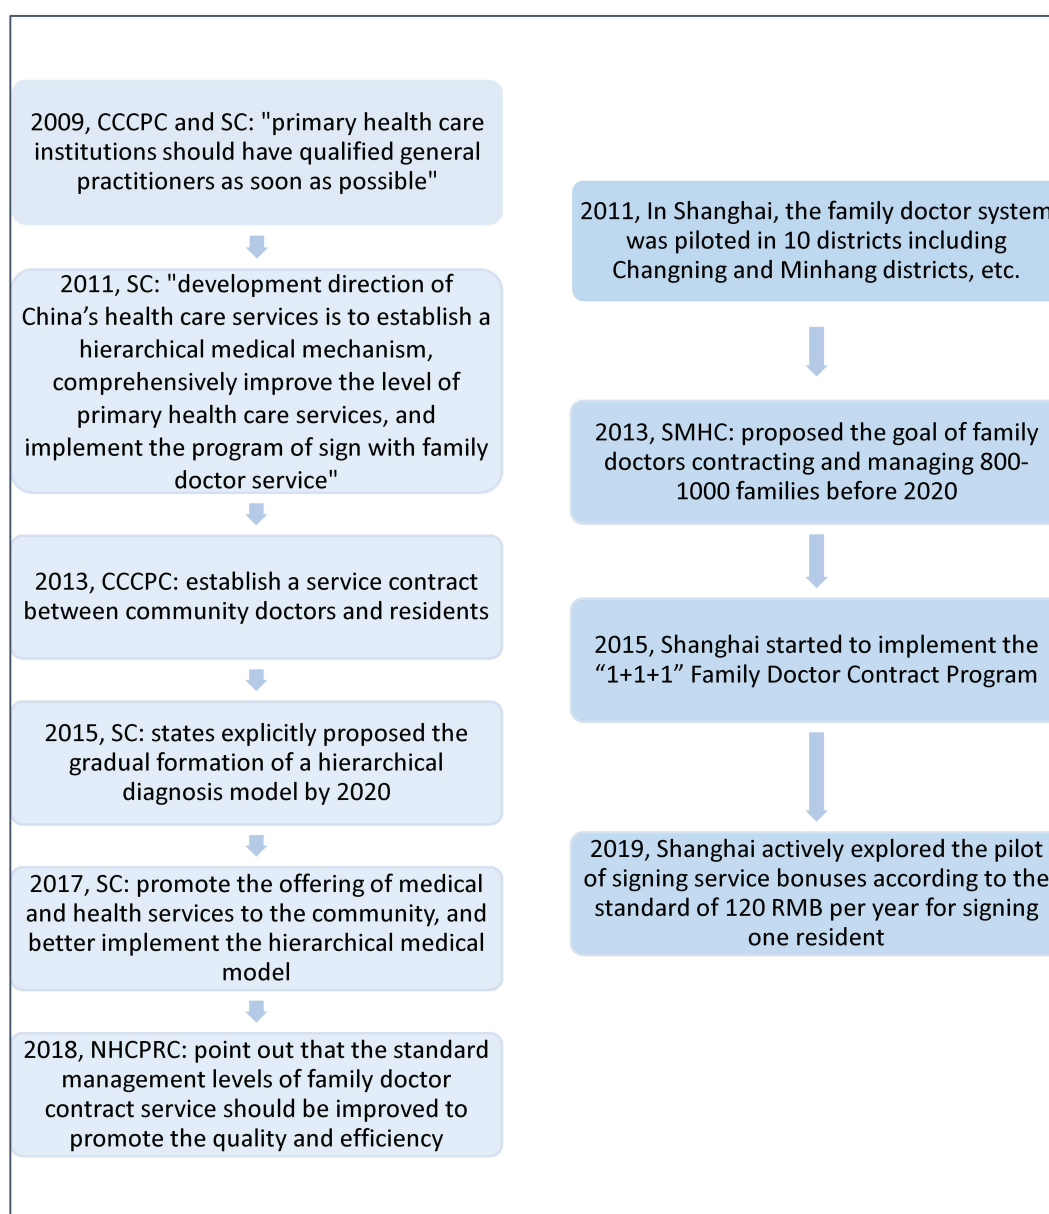 2009, CCCPC and SC: "primary health care
institutions should have qualified general
practitioners as soon as possible"
2011, SC: "development direction of
China’s health care services is to establish a
hierarchical medical mechanism,
comprehensively improve the level of
primary health care services, and
implement the program of sign with family
doctor service"
2013, CCCPC: establish a service contract
between community doctors and residents
2015, SC: states explicitly proposed the
gradual formation of a hierarchical
diagnosis model by 2020
2017, SC: promote the offering of medical
and health services to the community, and
better implement the hierarchical medical
model
2018, NHCPRC: point out that the standard
management levels of family doctor
contract service should be improved to
promote the quality and efficiency
2011, In Shanghai, the family doctor system
was piloted in 10 districts including
Changning and Minhang districts, etc.
2013, SMHC: proposed the goal of family
doctors contracting and managing 800-
1000 families before 2020
2015, Shanghai started to implement the
“1+1+1” Family Doctor Contract Program
2019, Shanghai actively explored the pilot
of signing service bonuses according to the
standard of 120 RMB per year for signing
one resident